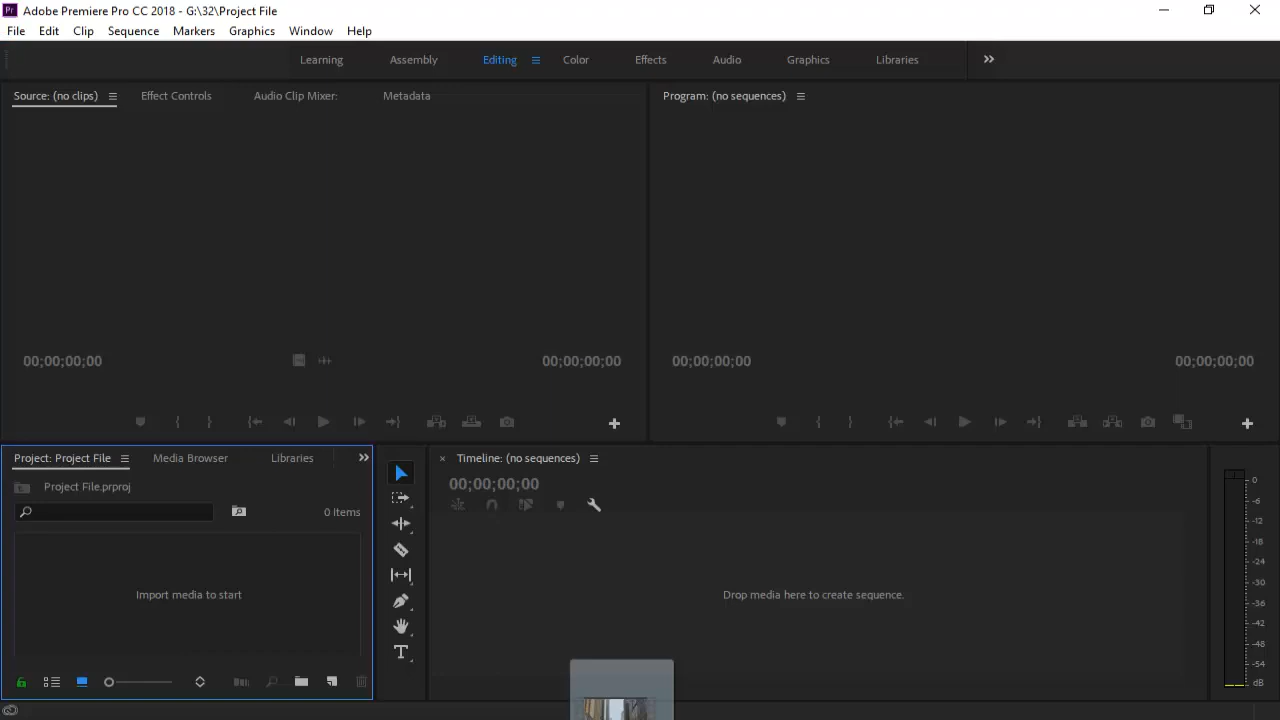 Pr Adobe Premiere Pro CC 2018 - G:\32\Project File
File Edit Clip Sequence Markers Graphics Window Help
Learning Assembly Editing Color Effects Audio Graphics Libraries
Source: (no clips) Effect Controls Audio Clip Mixer: Metadata
Program: (no sequences)
00;00;00;00 00;00;00;00
00;00;00;00 00;00;00;00
Project: Project File Media Browser Libraries
Project File.prproj
0 Items
Import media to start
Timeline: (no sequences)
00;00;00;00
Drop media here to create sequence.
0
-6
-12
-18
-24
-30
-36
-42
-48
-54
dB